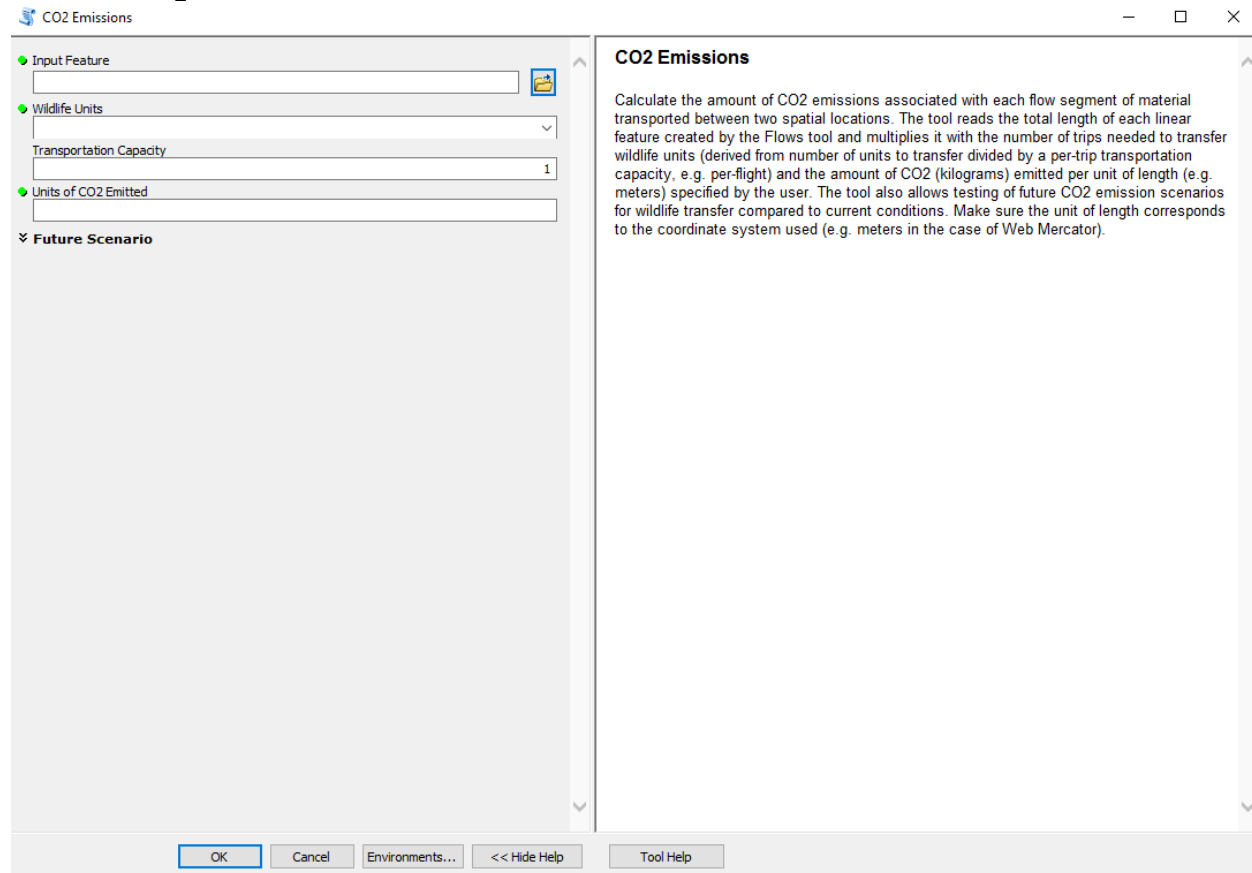 CO2 Emissions
Input Feature
Wildlife Units
Transportation Capacity
1
Units of CO2 Emitted
Future Scenario
CO2 Emissions
Calculate the amount of CO2 emissions associated with each flow segment of material
transported between two spatial locations. The tool reads the total length of each linear
feature created by the Flows tool and multiplies it with the number of trips needed to transfer
wildlife units (derived from number of units to transfer divided by a per-trip transportation
capacity, e.g. per-flight) and the amount of CO2 (kilograms) emitted per unit of length (e.g.
meters) specified by the user. The tool also allows testing of future CO2 emission scenarios
for wildlife transfer compared to current conditions. Make sure the unit of length corresponds
to the coordinate system used (e.g. meters in the case of Web Mercator).
OK Cancel Environments... << Hide Help Tool Help